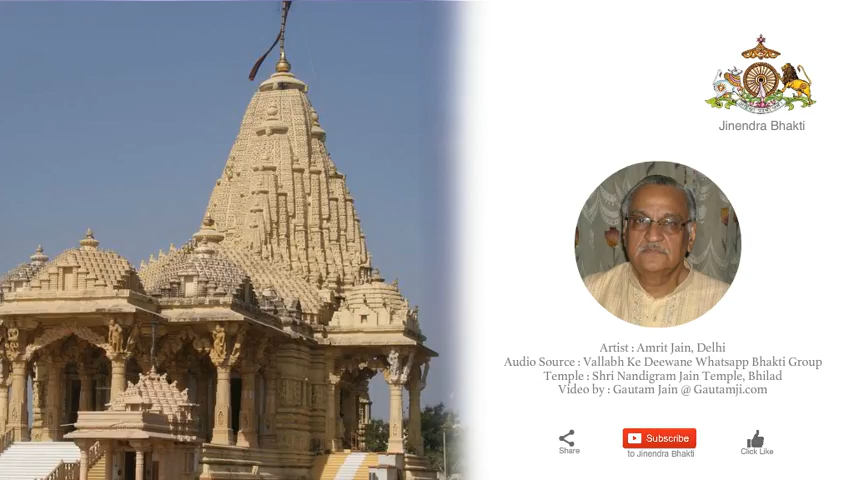 Jinendra Bhakti
Artist : Amrit Jain, Delhi
Audio Source : Vallabh Ke Deewane Whatsapp Bhakti Group
Temple : Shri Nandigram Jain Temple, Bhilad
Video by : Gautam Jain @ Gautamji.com
Share
Subscribe
to Jinendra Bhakti
Click Like